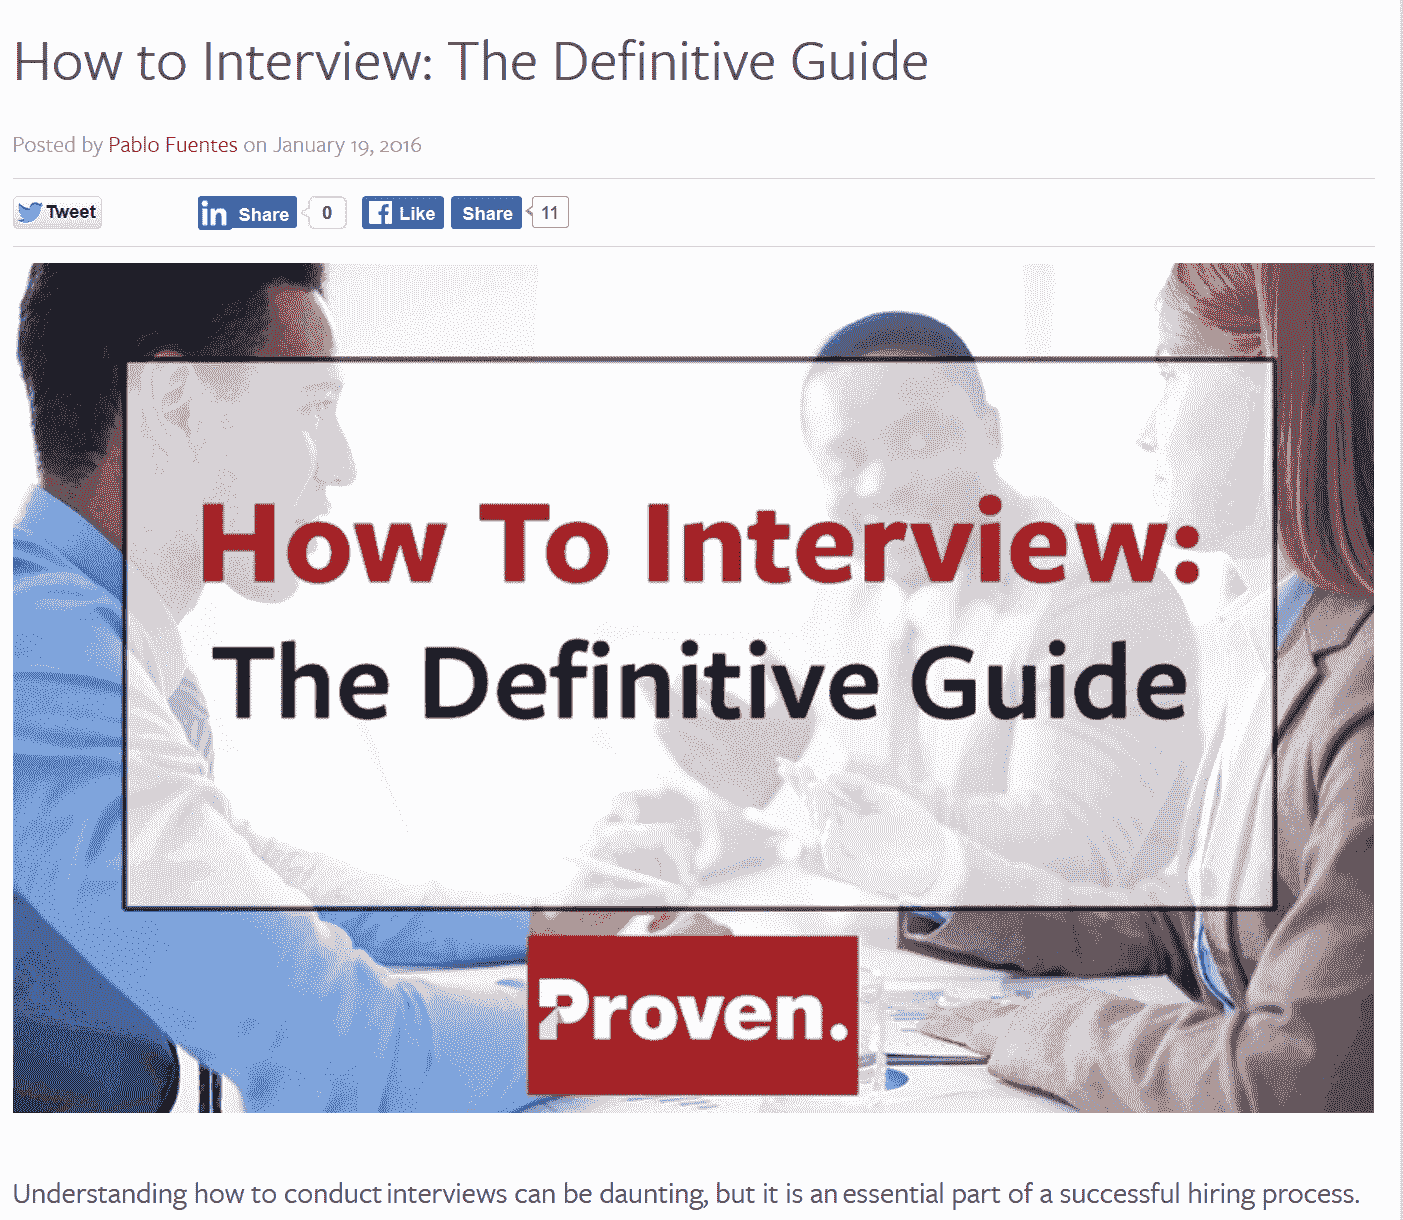 How to Interview: The Definitive Guide
Posted by Pablo Fuentes on January 19, 2016
Tweet
in Share 0
f Like Share 11
How To Interview:
The Definitive Guide
Proven.
Understanding how to conduct interviews can be daunting, but it is an essential part of a successful hiring process.